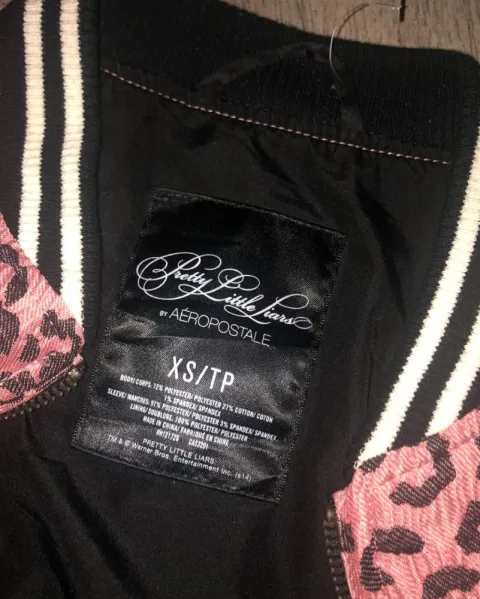 Pretty Little Liars
BY AÉROPOSTALE
XS/TP
BODY/CORPS: 72% POLYESTER/ POLYESTER 27% COTTON/ COTON
1% SPANDEX/ SPANDEX
SLEEVE/ MANCHES: 97% POLYESTER/ POLYESTER 3% SPANDEX/ SPANDEX.
LINING/ DOUBLURE: 100% POLYESTER/ POLYESTER
MADE IN CHINA/ FABRIQUÉ EN CHINE
CA03201
PRETTY LITTLE LIARS
TM & © Warner Bros. Entertainment Inc. (s14)